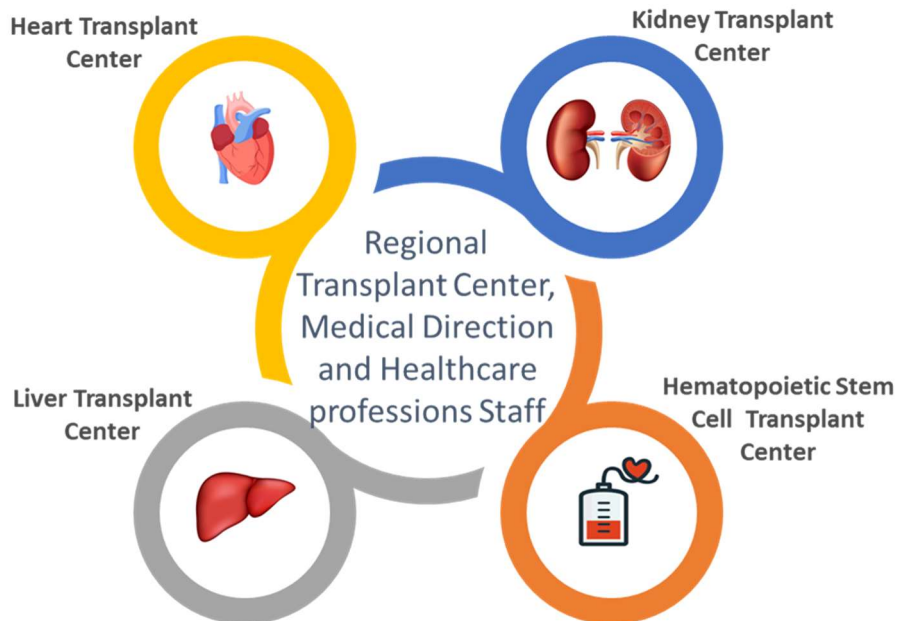 Heart Transplant
Center
Kidney Transplant
Center
Regional
Transplant Center,
Medical Direction
and Healthcare
professions Staff
Liver Transplant
Center
Hematopoietic Stem
Cell Transplant
Center